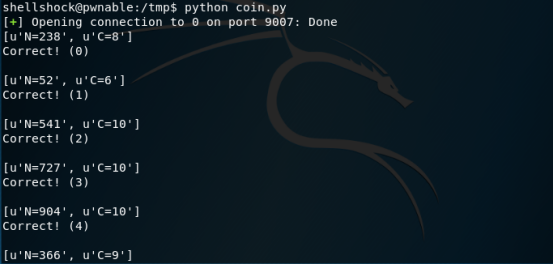 shellshock@pwnable:/tmp$ python coin.py
[+] Opening connection to 0 on port 9007: Done
[u'N=238', u'C=8']
Correct! (0)
[u'N=52', u'C=6']
Correct! (1)
[u'N=541', u'C=10']
Correct! (2)
[u'N=727', u'C=10']
Correct! (3)
[u'N=904', u'C=10']
Correct! (4)
[u'N=366', u'C=9']